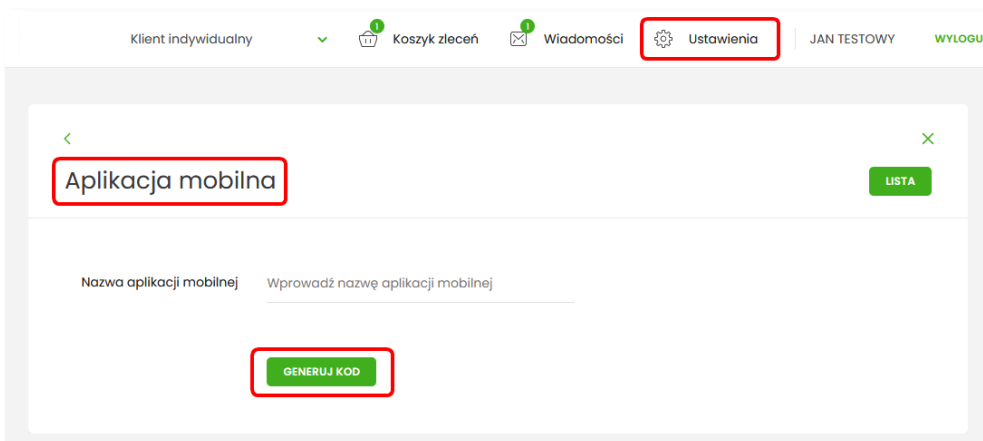 Klient indywidualny 1 Koszyk zleceń 1 Wiadomości Ustawienia JAN TESTOWY WYLOGU
Aplikacja mobilna LISTA
Nazwa aplikacji mobilnej Wprowadź nazwę aplikacji mobilnej
GENERUJ KOD